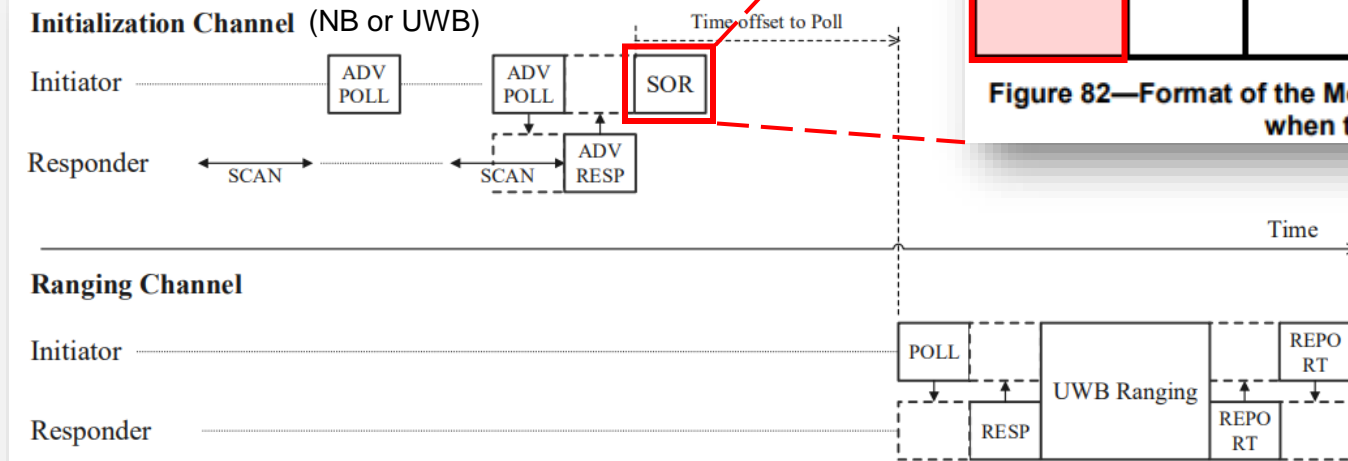 Initialization Channel (NB or UWB)
Time offset to Poll
Initiator
ADV
POLL
ADV
POLL
SOR
Responder
SCAN
SCAN
ADV
RESP
Figure 82—Format of the M
when t
Time
Ranging Channel
Initiator
POLL
UWB Ranging
REPO
RT
Responder
RESP
REPO
RT